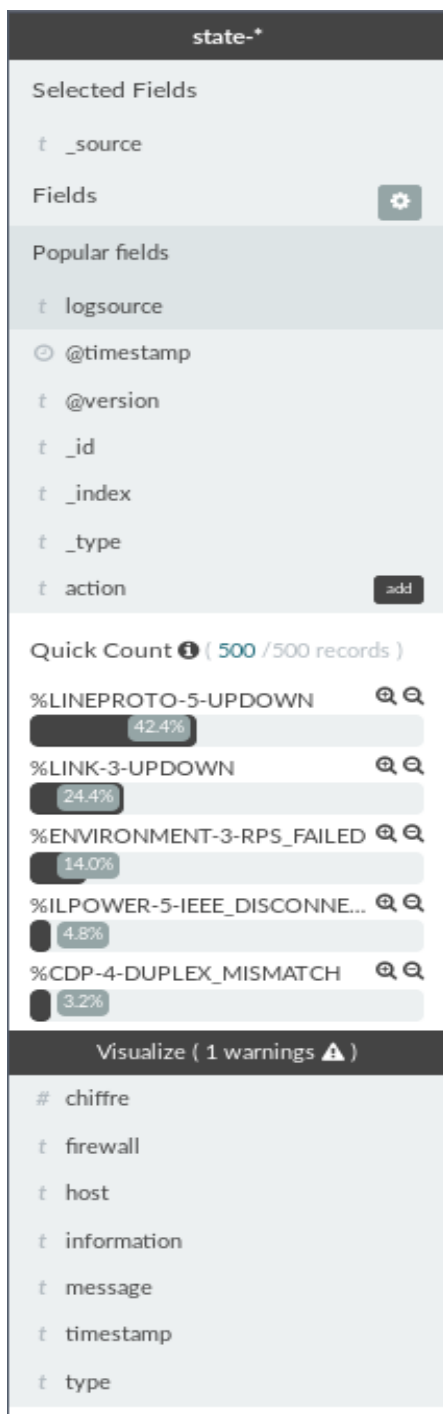 state-*
Selected Fields
t _source
Fields
Popular fields
t logsource
@timestamp
t @version
t _id
t _index
t _type
t action add
Quick Count ( 500 /500 records )
%LINEPROTO-5-UPDOWN
42.4%
%LINK-3-UPDOWN
24.4%
%ENVIRONMENT-3-RPS_FAILED
14.0%
%ILPOWER-5-IEEE_DISCONNE...
4.8%
%CDP-4-DUPLEX_MISMATCH
3.2%
Visualize ( 1 warnings )
# chiffre
t firewall
t host
t information
t message
t timestamp
t type